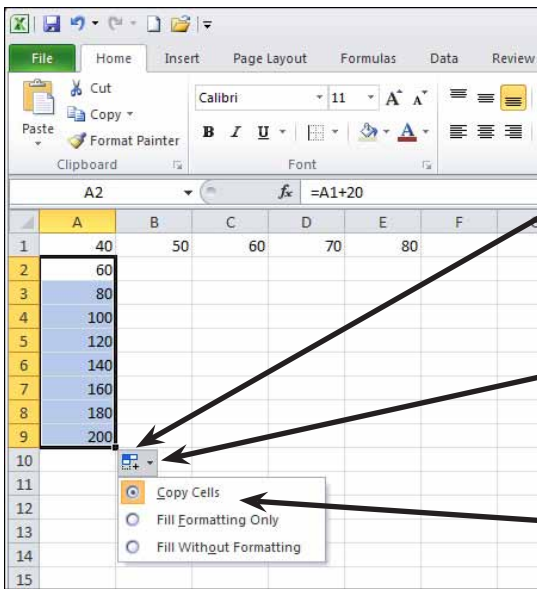 File Home Insert Page Layout Formulas Data Review
Cut
Copy
Paste
Format Painter
Calibri 11 A A
B I U A
Clipboard Font
A2 fx =A1+20
A B C D E F
1 40 50 60 70 80
2 60
3 80
4 100
5 120
6 140
7 160
8 180
9 200
10
11
12
13
14
15
Copy Cells
Fill Formatting Only
Fill Without Formatting